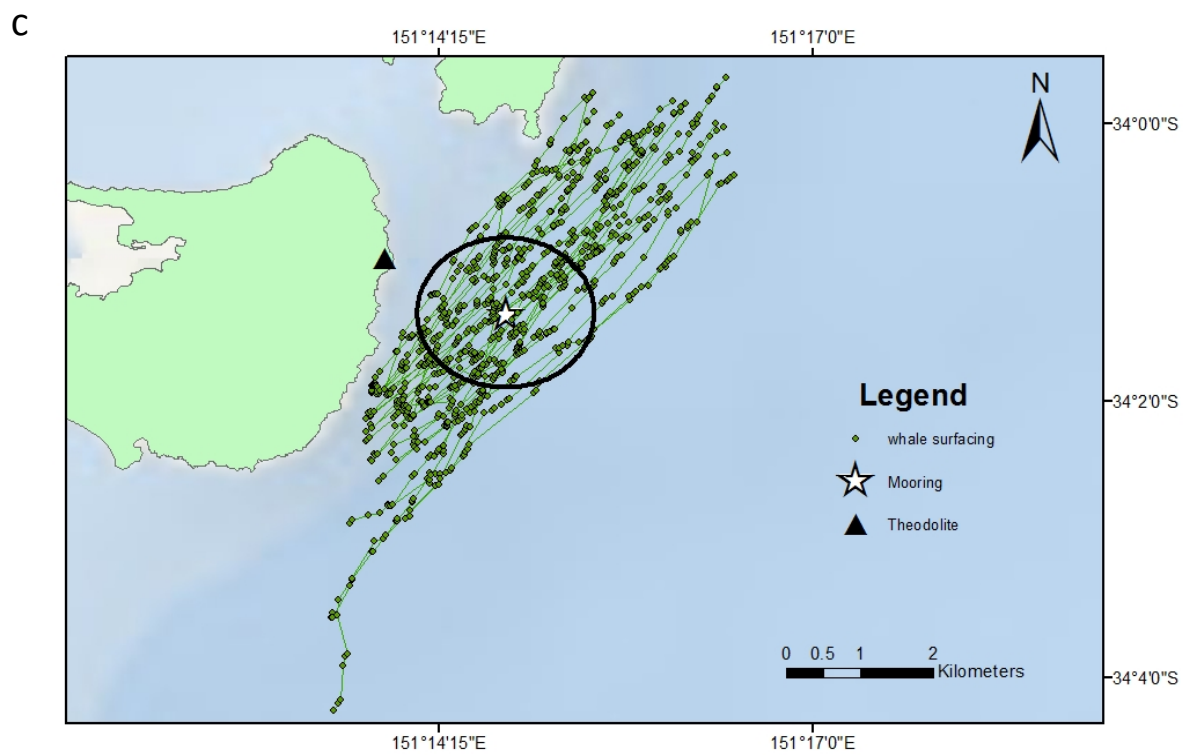 C
151°14'15"E 151°17'0"E
N
34°0'0"S
34°2'0"S
Legend
whale surfacing
Mooring
Theodolite
0 0.5 1 2
Kilometers
34°4'0"S
151°14'15"E 151°17'0"E